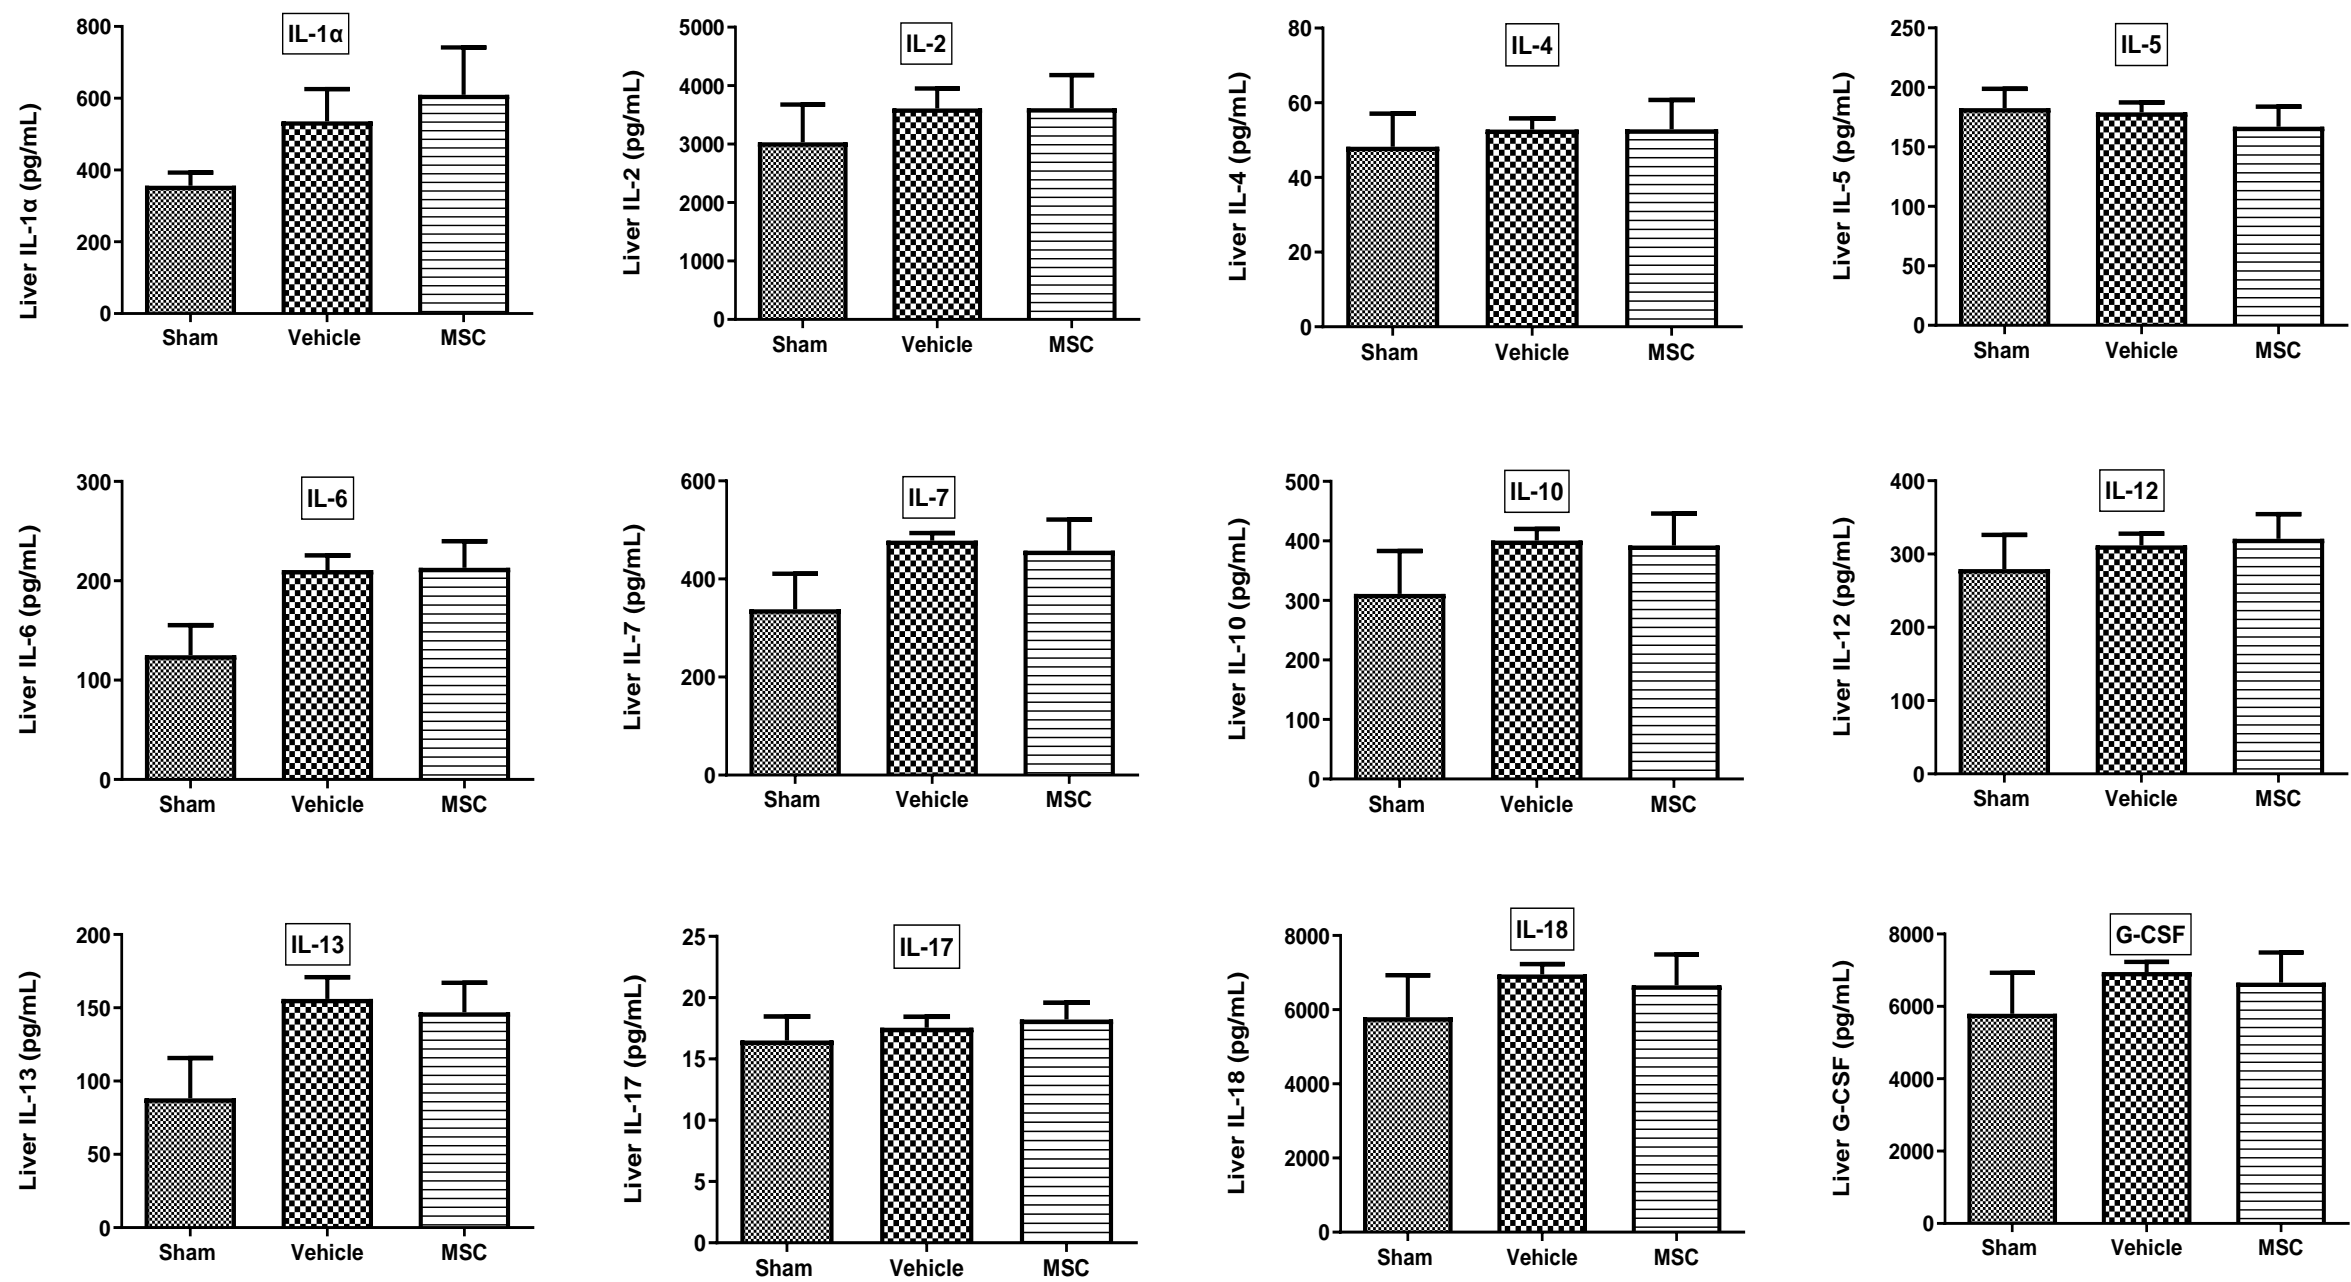 IL-1α
Liver IL-1α (pg/mL)
800
600
400
200
0
Sham Vehicle MSC
IL-2
Liver IL-2 (pg/mL)
5000
4000
3000
2000
1000
0
Sham Vehicle MSC
IL-4
Liver IL-4 (pg/mL)
80
60
40
20
0
Sham Vehicle MSC
IL-5
Liver IL-5 (pg/mL)
250
200
150
100
50
0
Sham Vehicle MSC
IL-6
Liver IL-6 (pg/mL)
300
200
100
0
Sham Vehicle MSC
IL-7
Liver IL-7 (pg/mL)
600
400
200
0
Sham Vehicle MSC
IL-10
Liver IL-10 (pg/mL)
500
400
300
200
100
0
Sham Vehicle MSC
IL-12
Liver IL-12 (pg/mL)
400
300
200
100
0
Sham Vehicle MSC
IL-13
Liver IL-13 (pg/mL)
200
150
100
50
0
Sham Vehicle MSC
IL-17
Liver IL-17 (pg/mL)
25
20
15
10
5
0
Sham Vehicle MSC
IL-18
Liver IL-18 (pg/mL)
8000
6000
4000
2000
0
Sham Vehicle MSC
G-CSF
Liver G-CSF (pg/mL)
8000
6000
4000
2000
0
Sham Vehicle MSC